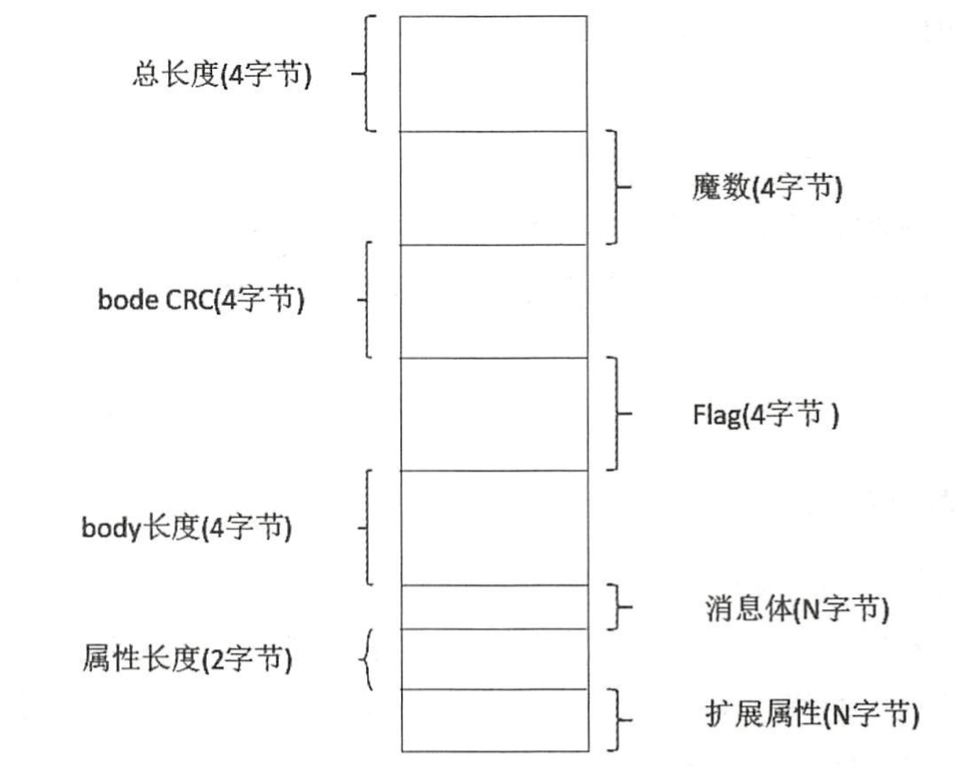 总长度(4字节)
魔数(4字节)
bode CRC(4字节)
Flag(4字节 )
body长度(4字节)
消息体(N字节)
属性长度(2字节)
扩展属性(N字节)